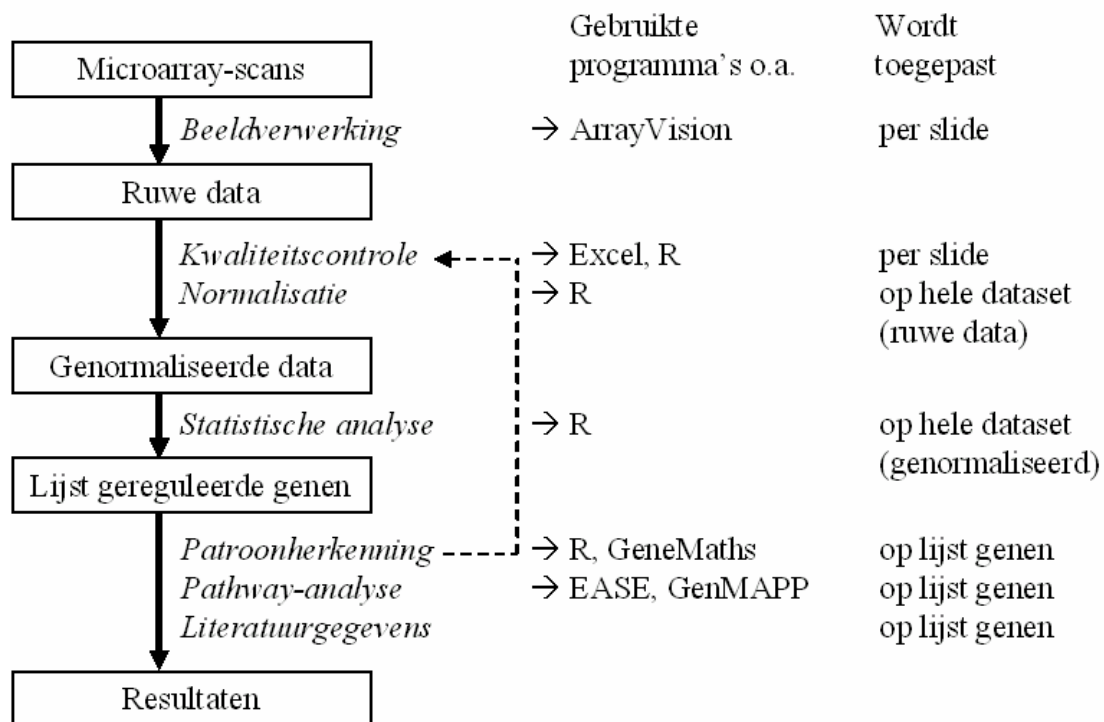 Gebruikte Wordt
programma's o.a. toegepast
Microarray-scans
Beeldverwerking → ArrayVision per slide
Ruwe data
Kwaliteitscontrole → Excel, R per slide
Normalisatie → R op hele dataset
(ruwe data)
Genormaliseerde data
Statistische analyse → R op hele dataset
(genormaliseerd)
Lijst gereguleerde genen
Patroonherkenning → R, GeneMaths op lijst genen
Pathway-analyse → EASE, GenMAPP op lijst genen
Literatuurgegevens op lijst genen
Resultaten